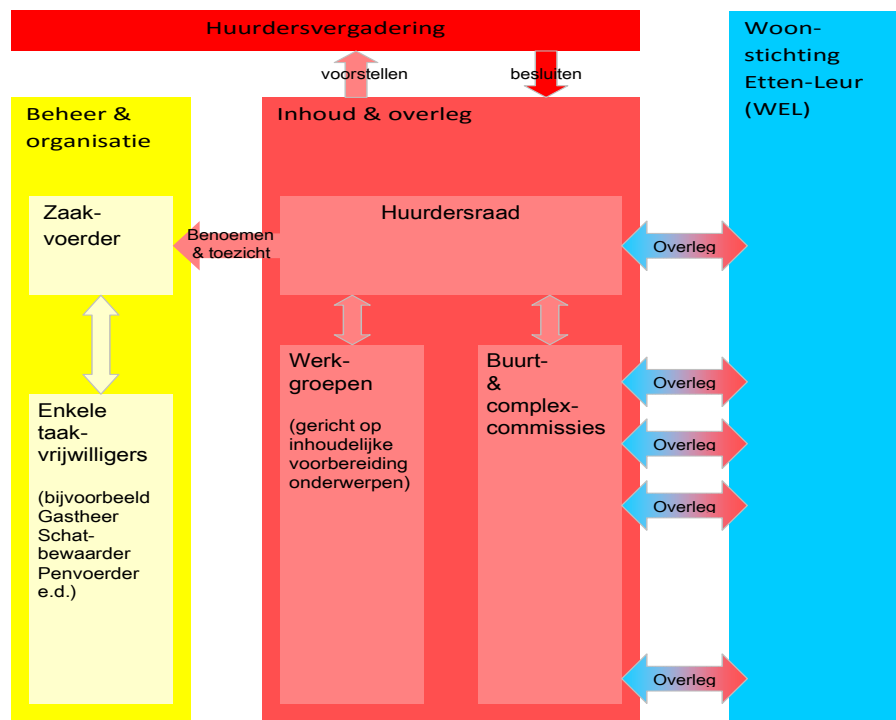 Huurdersvergadering
voorstellen
besluiten
Woon-
stichting
Etten-Leur
(WEL)
Beheer &
organisatie
Inhoud & overleg
Zaak-
voerder
Benoemen
& toezicht
Huurdersraad
Overleg
Enkele
taak-
vrijwilligers
(bijvoorbeeld
Gastheer
Schat-
bewaarder
Penvoerder
e.d.)
Werk-
groepen
(gericht op
inhoudelijke
voorbereiding
onderwerpen)
Buurt-
&
complex-
commissies
Overleg
Overleg
Overleg
Overleg